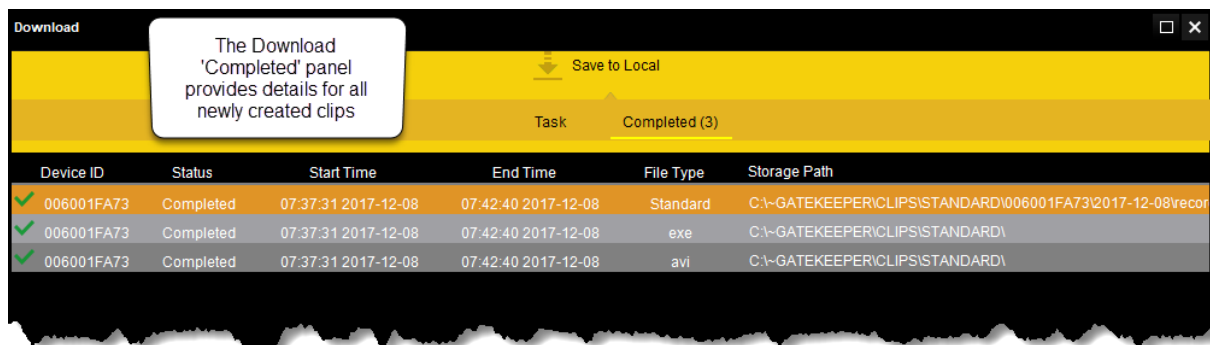 Download
The Download
'Completed' panel
provides details for all
newly created clips
Save to Local
Task Completed (3)
Device ID Status Start Time End Time File Type Storage Path
006001FA73 Completed 07:37:31 2017-12-08 07:42:40 2017-12-08 Standard C:\~GATEKEEPER\CLIPS\STANDARD\006001FA73\2017-12-08\recor
006001FA73 Completed 07:37:31 2017-12-08 07:42:40 2017-12-08 exe C:\~GATEKEEPER\CLIPS\STANDARD\
006001FA73 Completed 07:37:31 2017-12-08 07:42:40 2017-12-08 avi C:\~GATEKEEPER\CLIPS\STANDARD\